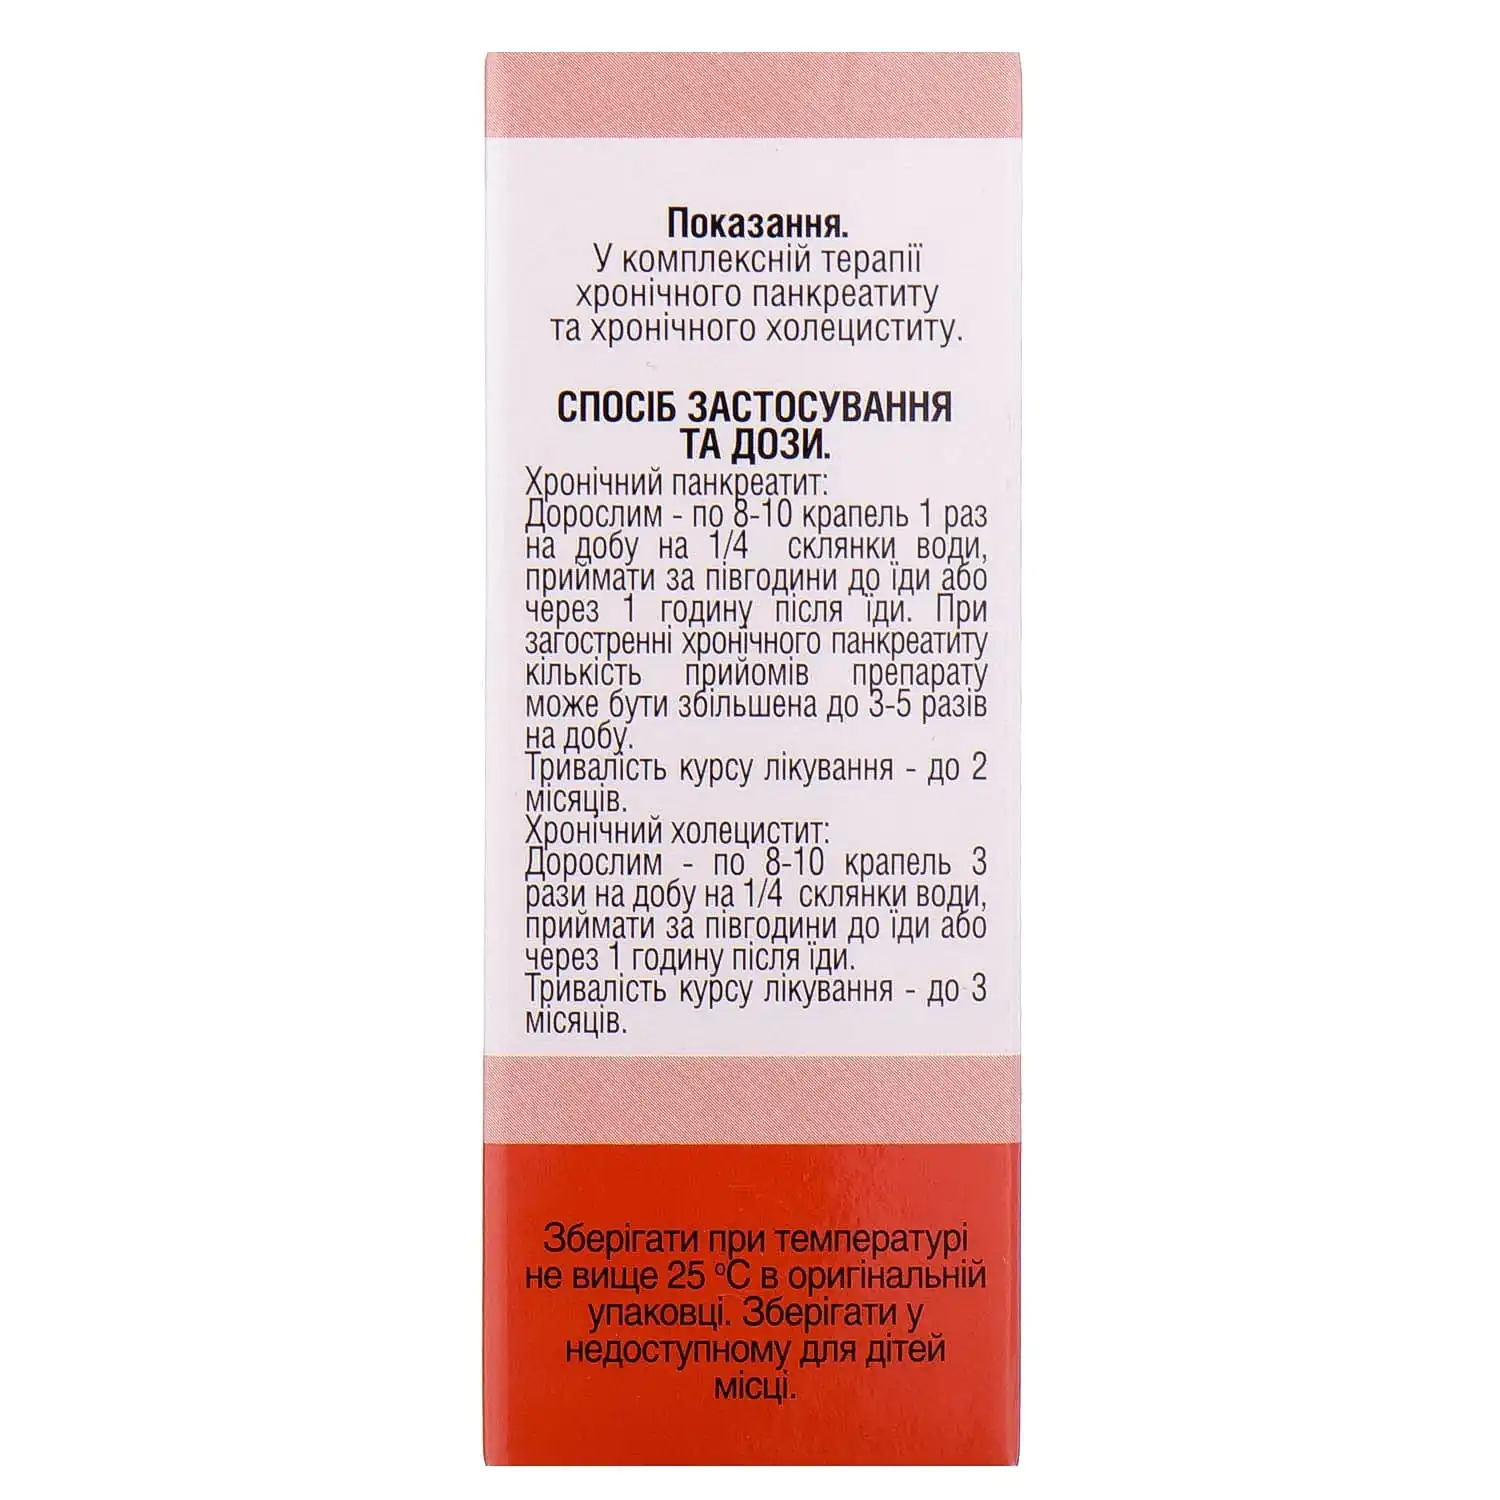 Показання.
У комплексній терапії
хронічного панкреатиту
та хронічного холециститу.
СПОСІБ ЗАСТОСУВАННЯ
ТА ДОЗИ.
Хронічний панкреатит:
Дорослим - по 8-10 крапель 1 раз
на добу на 1/4 склянки води,
приймати за півгодини до їди або
через 1 годину після їди. При
загостренні хронічного панкреатиту
кількість прийомів препарату
може бути збільшена до 3-5 разів
на добу.
Тривалість курсу лікування - до 2
місяців.
Хронічний холецистит:
Дорослим - по 8-10 крапель 3
рази на добу на 1/4 склянки води,
приймати за півгодини до їди або
через 1 годину після їди.
Тривалість курсу лікування - до 3
місяців.
Зберігати при температурі
не вище 25 ºС в оригінальній
упаковці. Зберігати у
недоступному для дітей
місці.